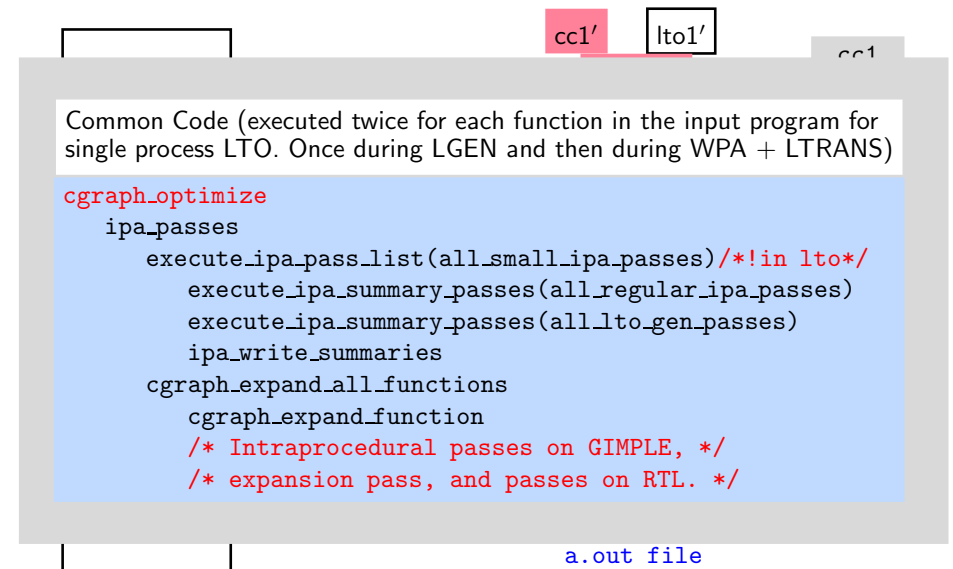 cc1′ lto1′
cc1
Common Code (executed twice for each function in the input program for
single process LTO. Once during LGEN and then during WPA + LTRANS)
cgraph_optimize
ipa_passes
execute_ipa_pass_list(all_small_ipa_passes)/*!in lto*/
execute_ipa_summary_passes(all_regular_ipa_passes)
execute_ipa_summary_passes(all_lto_gen_passes)
ipa_write_summaries
cgraph_expand_all_functions
cgraph_expand_function
/* Intraprocedural passes on GIMPLE, */
/* expansion pass, and passes on RTL. */
a.out file